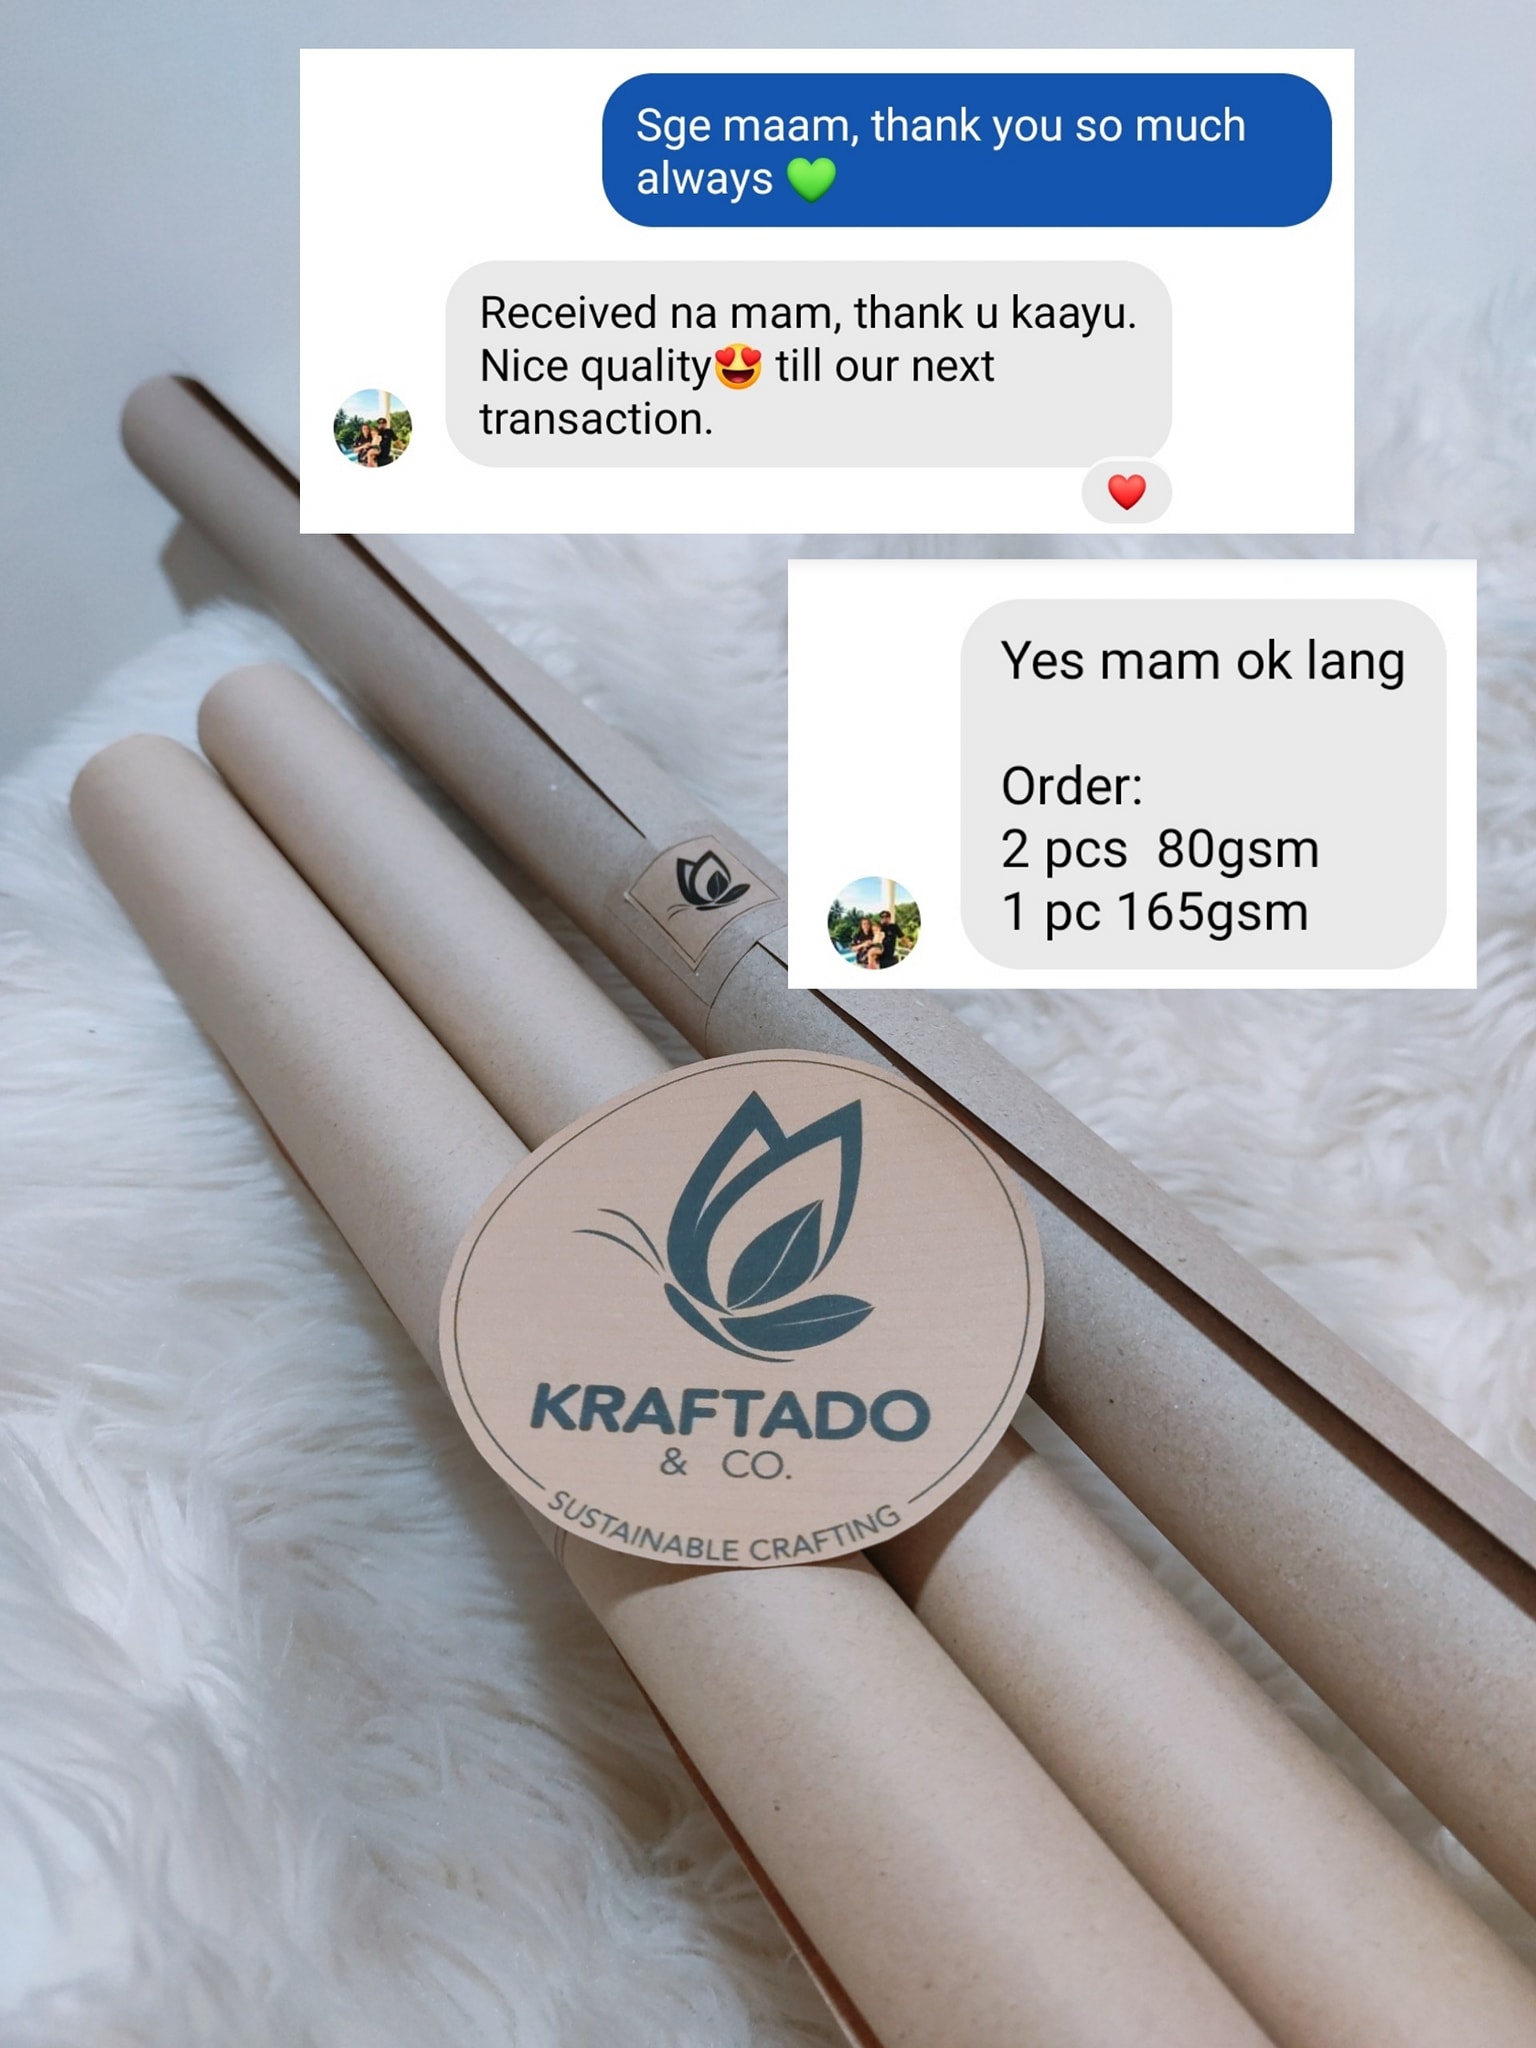 Sge maam, thank you so much
always 💚
Received na mam, thank u kaayu.
Nice quality😍 till our next
transaction.
❤️
Yes mam ok lang
Order:
2 pcs 80gsm
1 pc 165gsm
KRAFTADO
& CO.
SUSTAINABLE CRAFTING